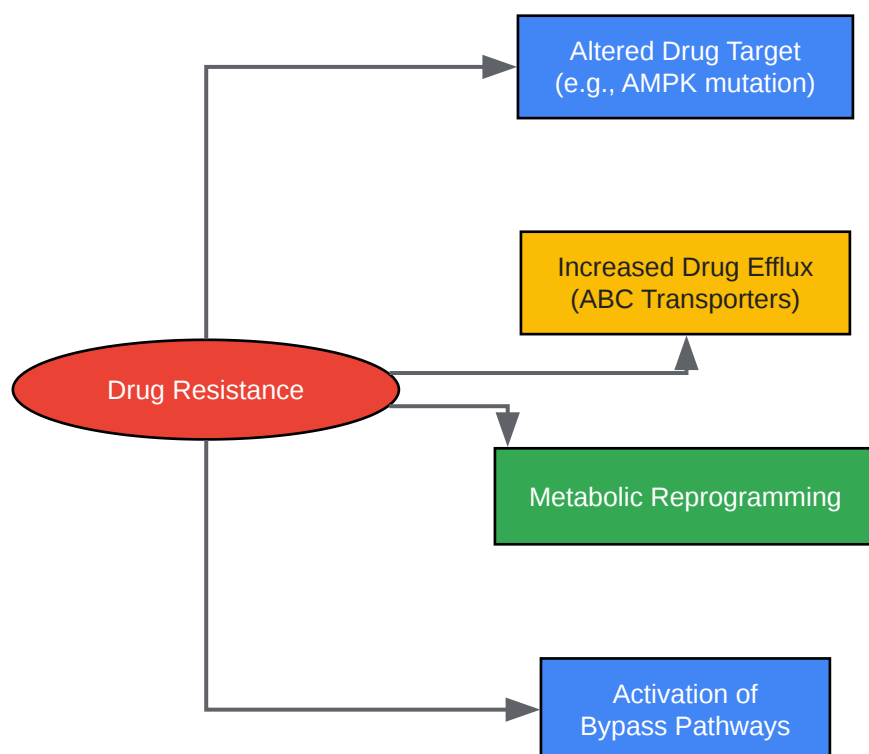 Altered Drug Target
(e.g., AMPK mutation)
Increased Drug Efflux
(ABC Transporters)
Drug Resistance
Metabolic Reprogramming
Activation of
Bypass Pathways